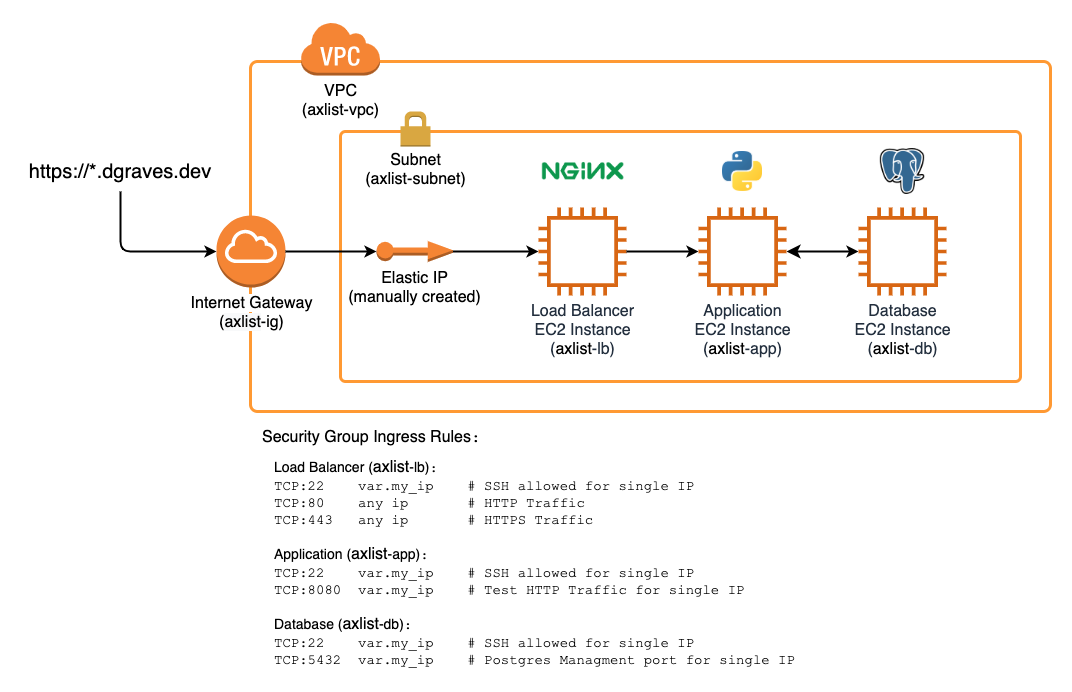 VPC
VPC
(axlist-vpc)
Subnet
(axlist-subnet)
https://*.dgraves.dev
NGiNX
Elastic IP
(manually created)
Internet Gateway
(axlist-ig)
Load Balancer
EC2 Instance
(axlist-lb)
Application
EC2 Instance
(axlist-app)
Database
EC2 Instance
(axlist-db)
Security Group Ingress Rules:
Load Balancer (axlist-lb):
TCP:22 var.my_ip # SSH allowed for single IP
TCP:80 any ip # HTTP Traffic
TCP:443 any ip # HTTPS Traffic
Application (axlist-app):
TCP:22 var.my_ip # SSH allowed for single IP
TCP:8080 var.my_ip # Test HTTP Traffic for single IP
Database (axlist-db):
TCP:22 var.my_ip # SSH allowed for single IP
TCP:5432 var.my_ip # Postgres Managment port for single IP